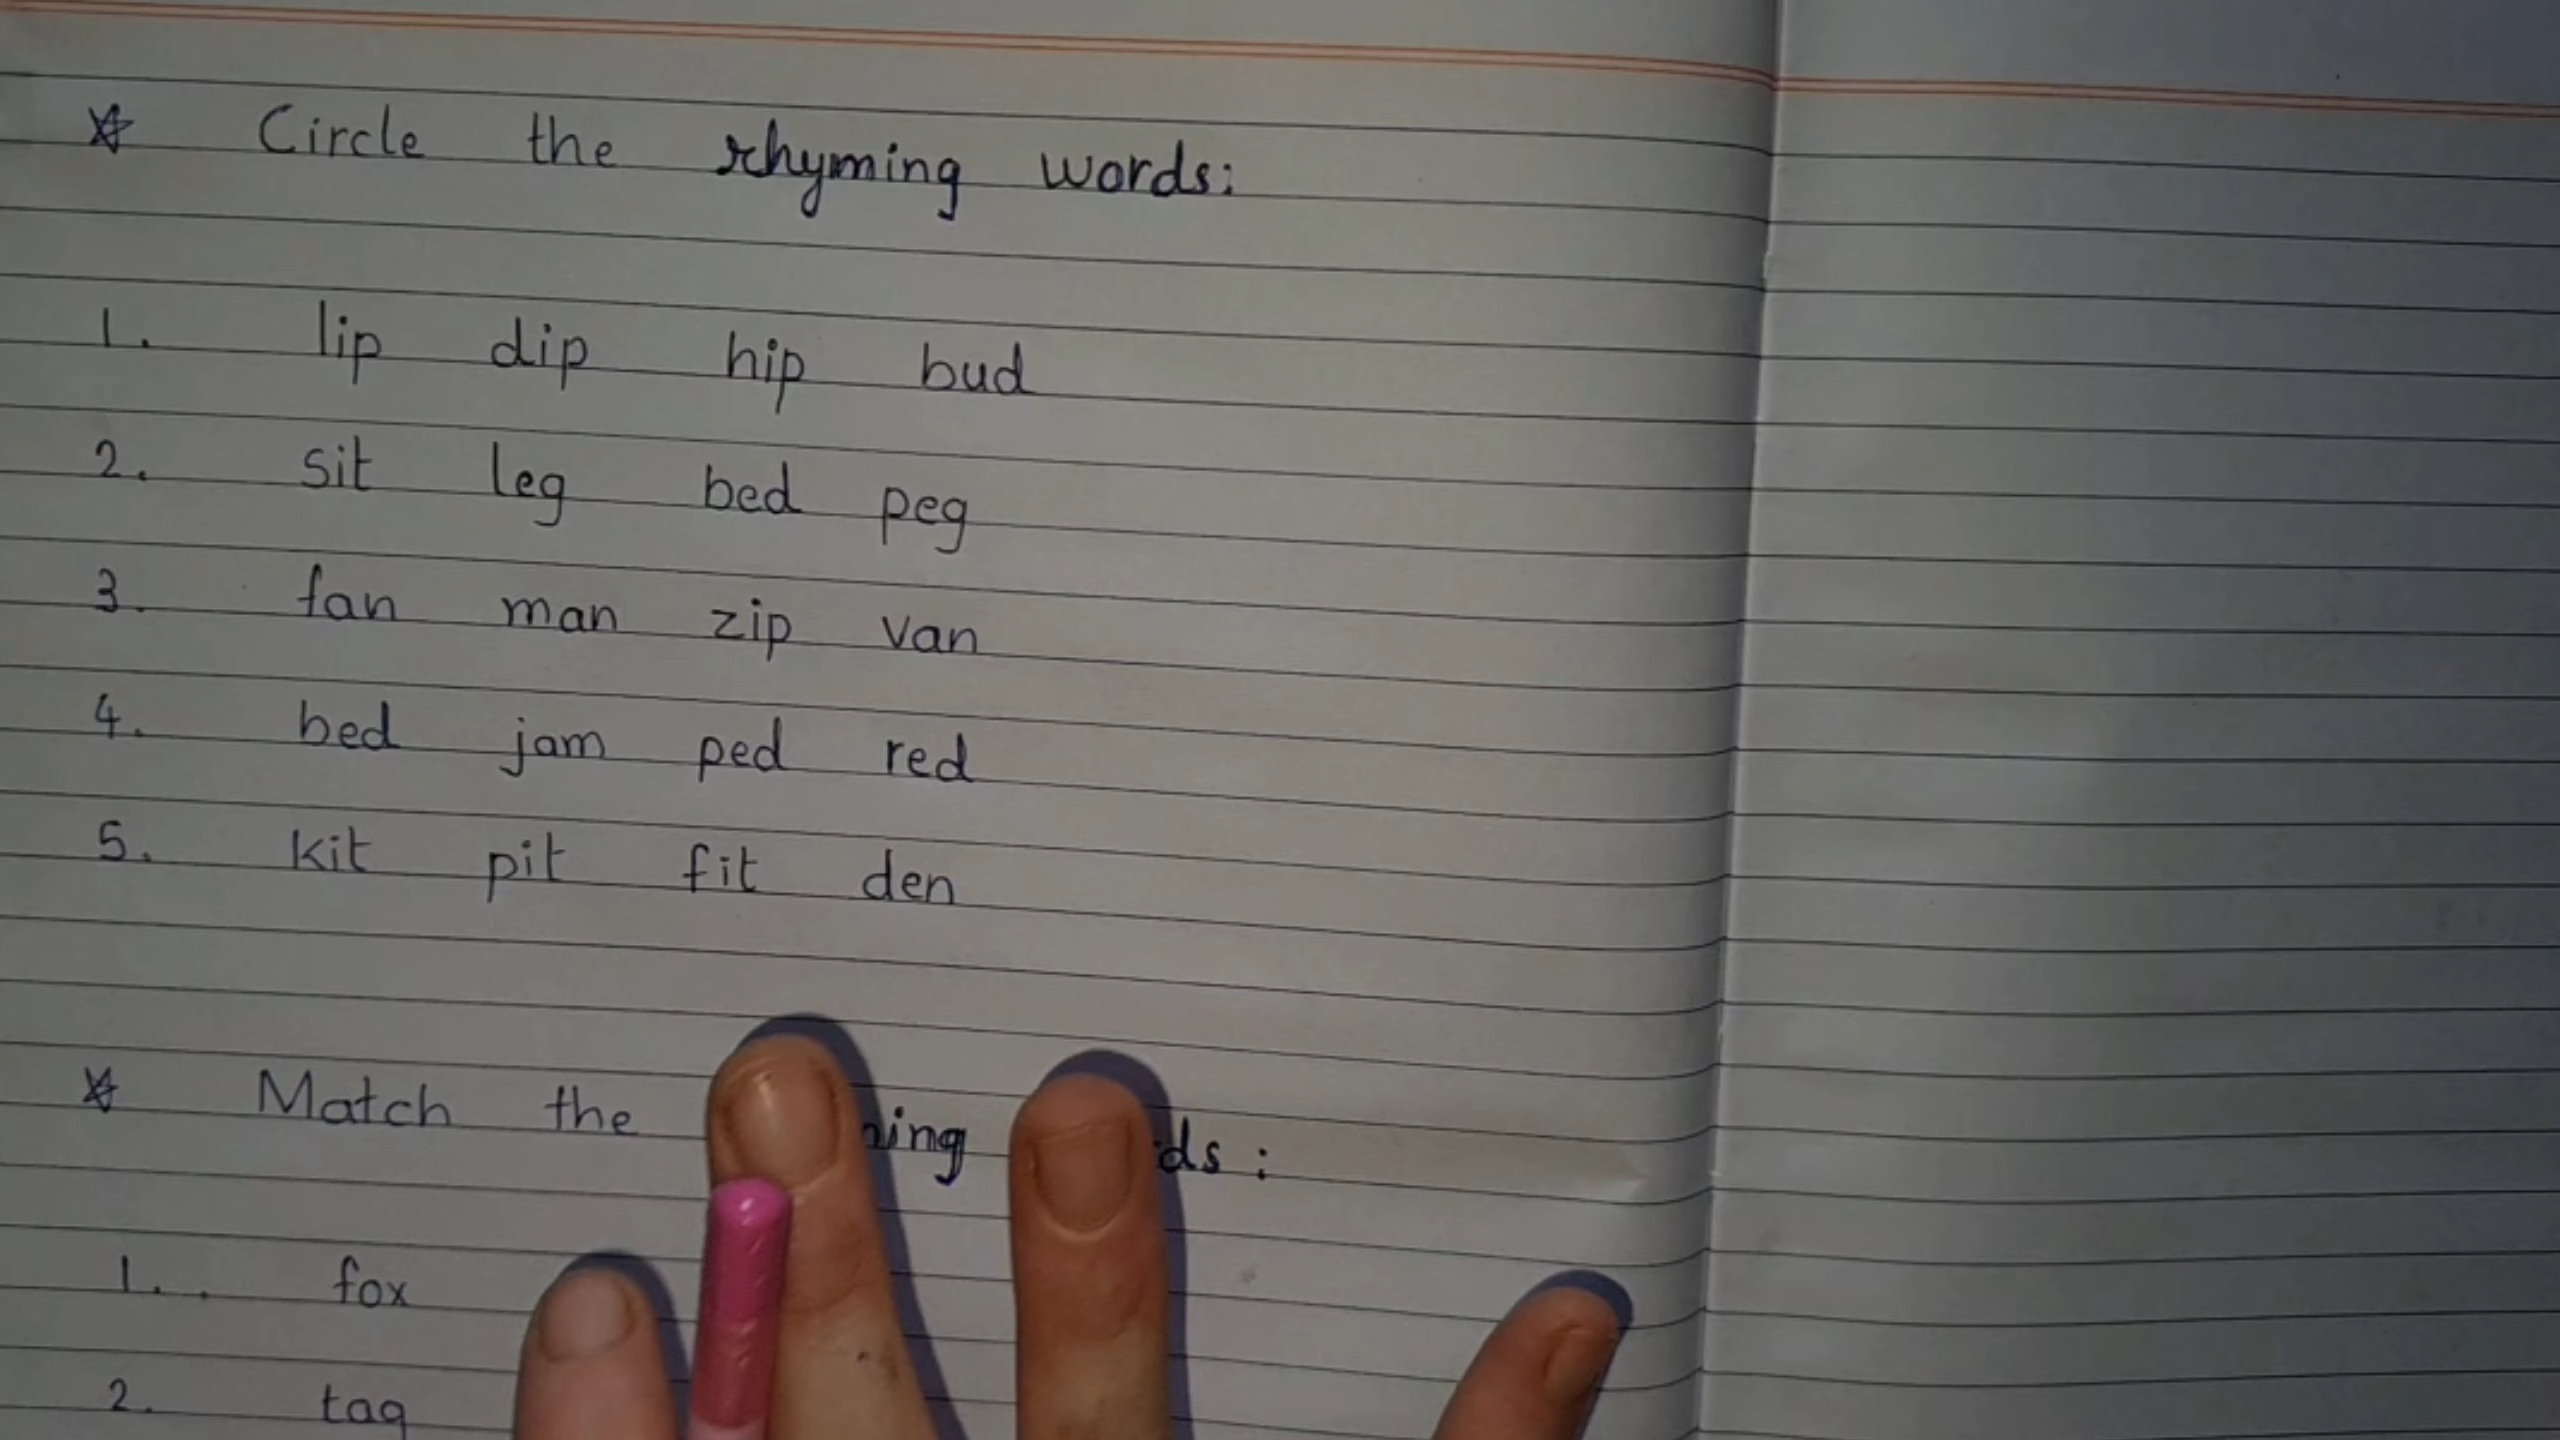 Circle the rhyming words:
1. lip dip hip bud
2. sit leg bed peg
3. fan man zip van
4. bed jam ped red
5. kit pit fit den
Match the
1. fox
2. tag